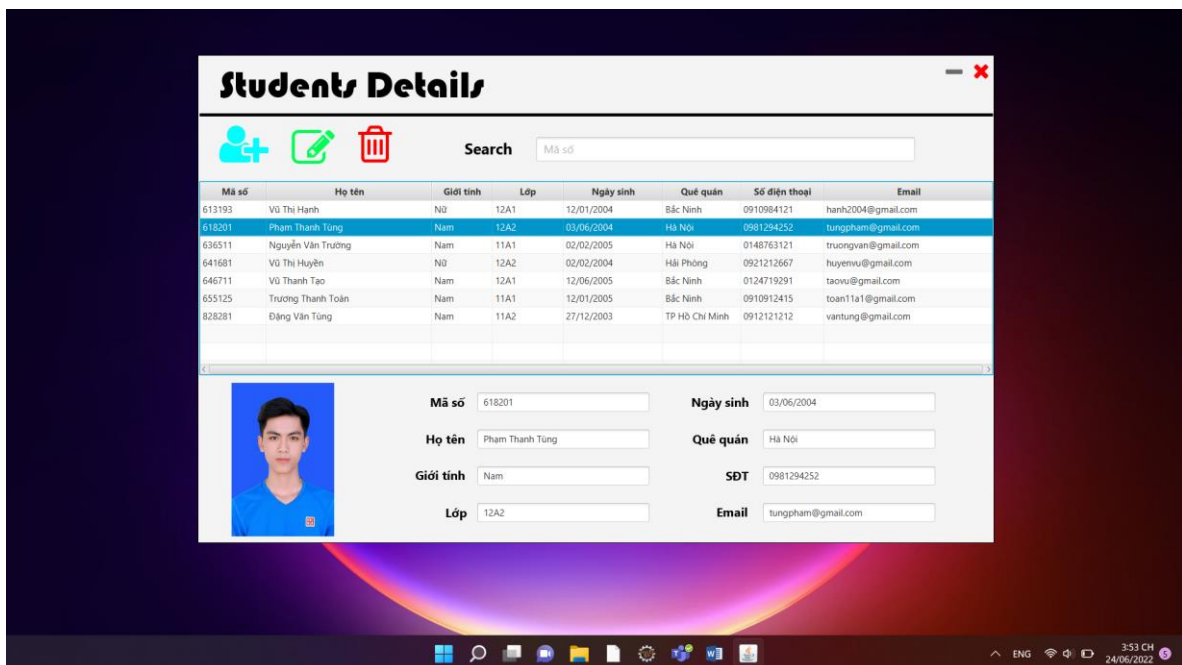 Students Details
Search Mã số
Mã số Họ tên Giới tính Lớp Ngày sinh Quê quán Số điện thoại Email
613193 Vũ Thị Hạnh Nữ 12A1 12/01/2004 Bắc Ninh 0910984121 hanh2004@gmail.com
618201 Phạm Thanh Tùng Nam 12A2 03/06/2004 Hà Nội 0981294252 tungpham@gmail.com
636511 Nguyễn Văn Trường Nam 11A1 02/02/2005 Hà Nội 0148763121 truongvan@gmail.com
641681 Vũ Thị Huyền Nữ 12A2 02/02/2004 Hải Phòng 0921212667 huyenvu@gmail.com
646711 Vũ Thanh Tạo Nam 12A1 12/06/2005 Bắc Ninh 0124719291 taovu@gmail.com
655125 Trương Thanh Toàn Nam 11A1 12/01/2005 Bắc Ninh 0910912415 toan11a1@gmail.com
828281 Đặng Văn Tùng Nam 11A2 27/12/2003 TP Hồ Chí Minh 0912121212 vantung@gmail.com
Mã số 618201 Ngày sinh 03/06/2004
Họ tên Phạm Thanh Tùng Quê quán Hà Nội
Giới tính Nam SĐT 0981294252
Lớp 12A2 Email tungpham@gmail.com
ENG 3:53 CH
24/06/2022 5